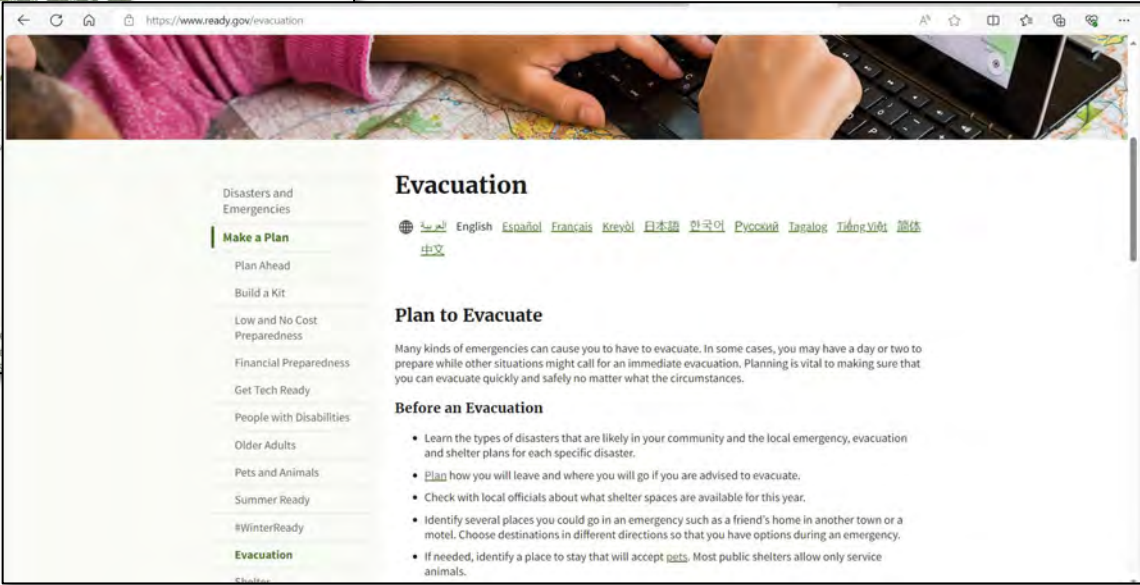 https://www.ready.gov/evacuation
Disasters and
Emergencies
Make a Plan
Plan Ahead
Build a Kit
Low and No Cost
Preparedness
Financial Preparedness
Get Tech Ready
People with Disabilities
Older Adults
Pets and Animals
Summer Ready
#WinterReady
Evacuation
Shelter
Evacuation
العربية English Español Français Kreyòl 日本語 한국어 Русский Tagalog Tiếng Việt 简体
中文
Plan to Evacuate
Many kinds of emergencies can cause you to have to evacuate. In some cases, you may have a day or two to
prepare while other situations might call for an immediate evacuation. Planning is vital to making sure that
you can evacuate quickly and safely no matter what the circumstances.
Before an Evacuation
• Learn the types of disasters that are likely in your community and the local emergency, evacuation
and shelter plans for each specific disaster.
• Plan how you will leave and where you will go if you are advised to evacuate.
• Check with local officials about what shelter spaces are available for this year.
• Identify several places you could go in an emergency such as a friend's home in another town or a
motel. Choose destinations in different directions so that you have options during an emergency.
• If needed, identify a place to stay that will accept pets. Most public shelters allow only service
animals.